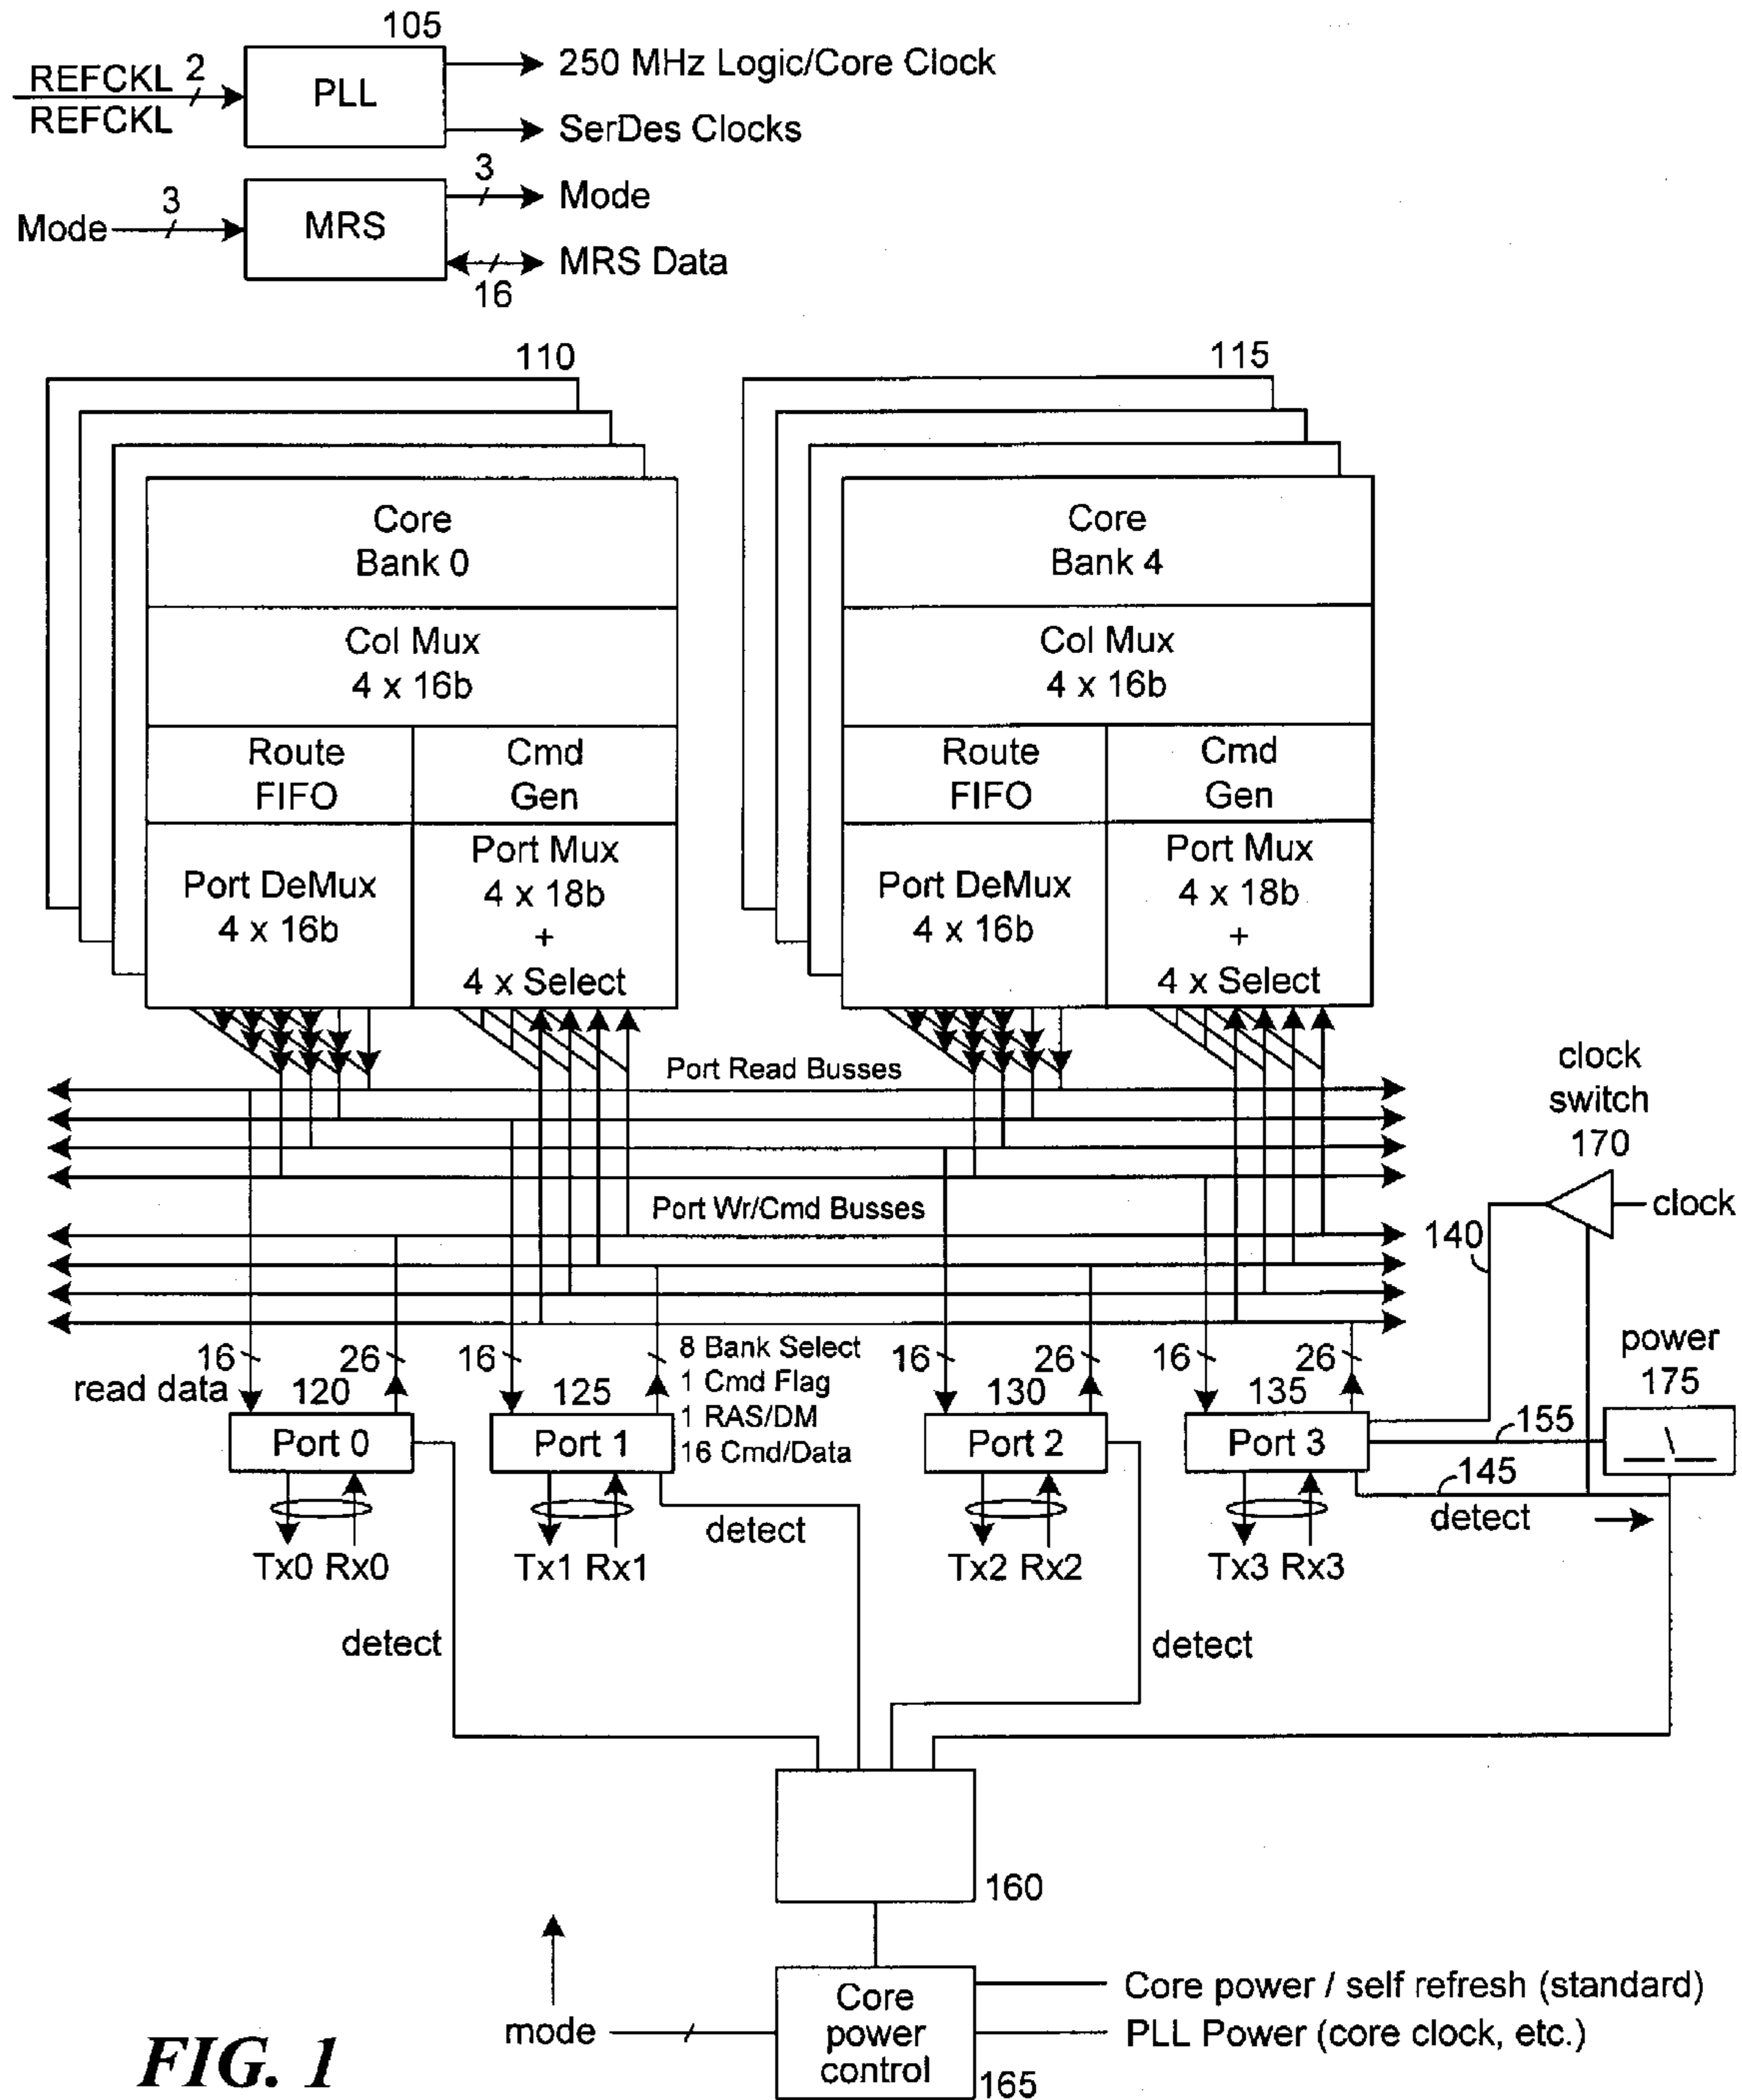 105
REFCKL
2
REFCKL
PLL
250 MHz Logic/Core Clock
SerDes Clocks
Mode
3
MRS
3
Mode
MRS Data
16
110
Core
Bank 0
Col Mux
4 x 16b
Route
FIFO
Cmd
Gen
Port DeMux
4 x 16b
Port Mux
4 x 18b
+
4 x Select
115
Core
Bank 4
Col Mux
4 x 16b
Route
FIFO
Cmd
Gen
Port DeMux
4 x 16b
Port Mux
4 x 18b
+
4 x Select
Port Read Busses
Port Wr/Cmd Busses
clock
switch
170
clock
140
power
175
155
145
detect
16
read data
26
120
Port 0
Tx0 Rx0
16
125
Port 1
8 Bank Select
1 Cmd Flag
1 RAS/DM
16 Cmd/Data
Tx1 Rx1
detect
16
26
130
Port 2
Tx2 Rx2
16
26
135
Port 3
Tx3 Rx3
detect
detect
160
mode
Core
power
control
165
Core power / self refresh (standard)
PLL Power (core clock, etc.)
FIG. 1